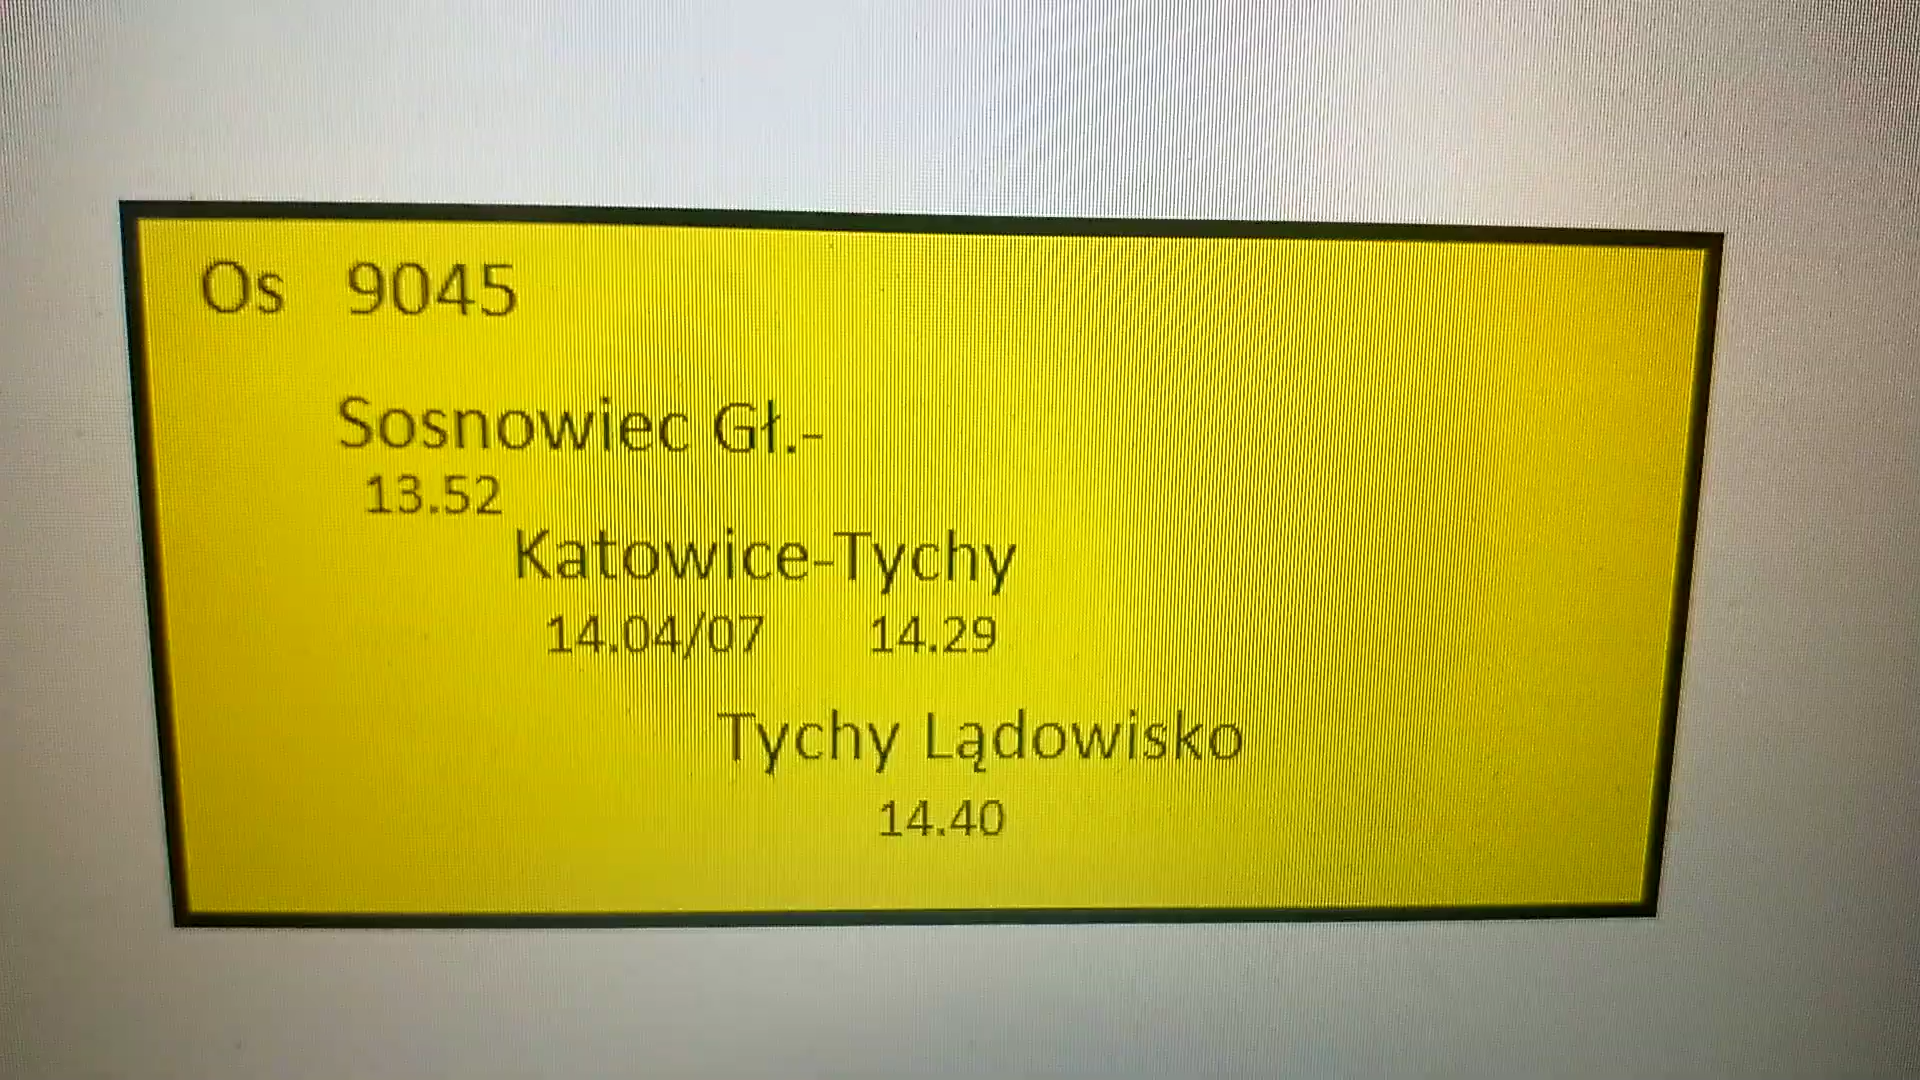 Os 9045
Sosnowiec Gł.-
13.52
Katowice-Tychy
14.04/07 14.29
Tychy Lądowisko
14.40